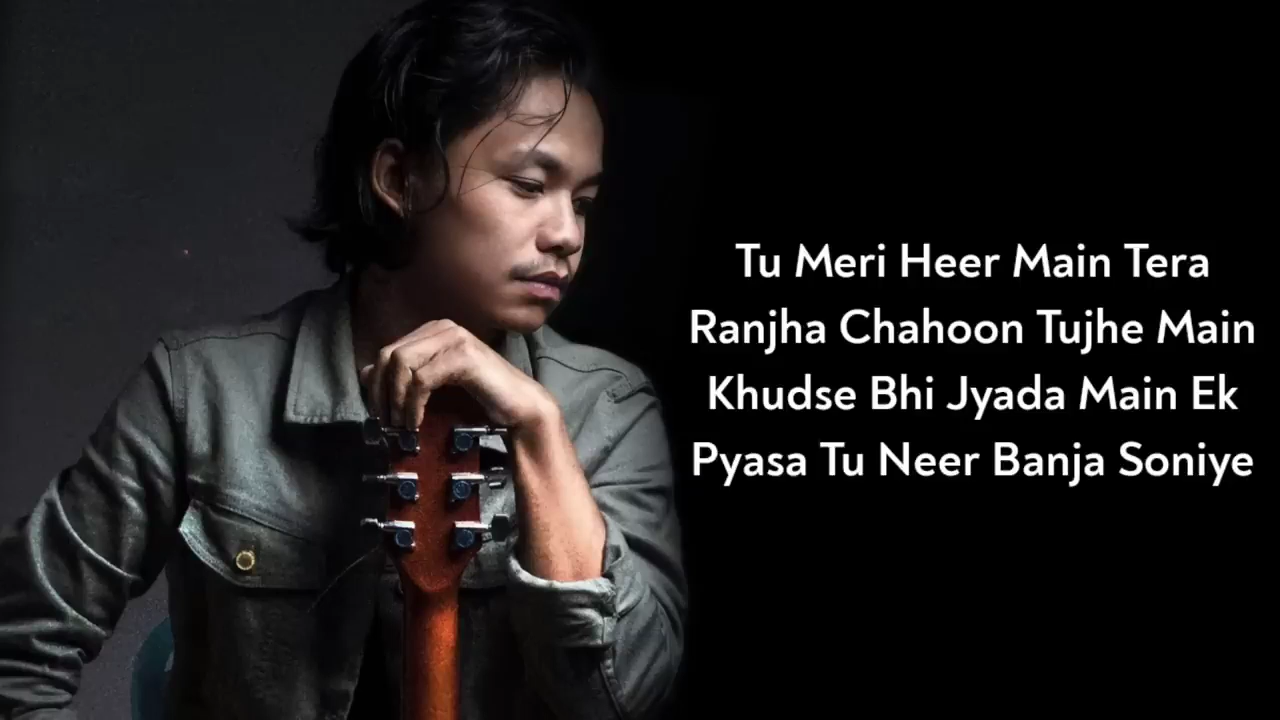 Tu Meri Heer Main Tera
Ranjha Chahoon Tujhe Main
Khudse Bhi Jyada Main Ek
Pyasa Tu Neer Banja Soniye